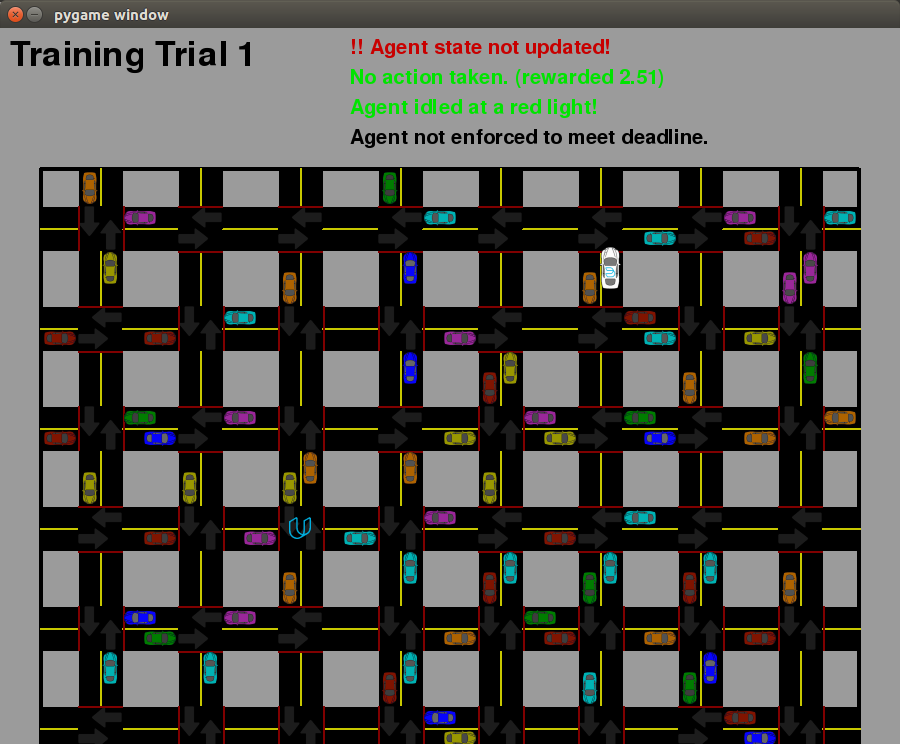 pygame window
Training Trial 1
!! Agent state not updated!
No action taken. (rewarded 2.51)
Agent idled at a red light!
Agent not enforced to meet deadline.